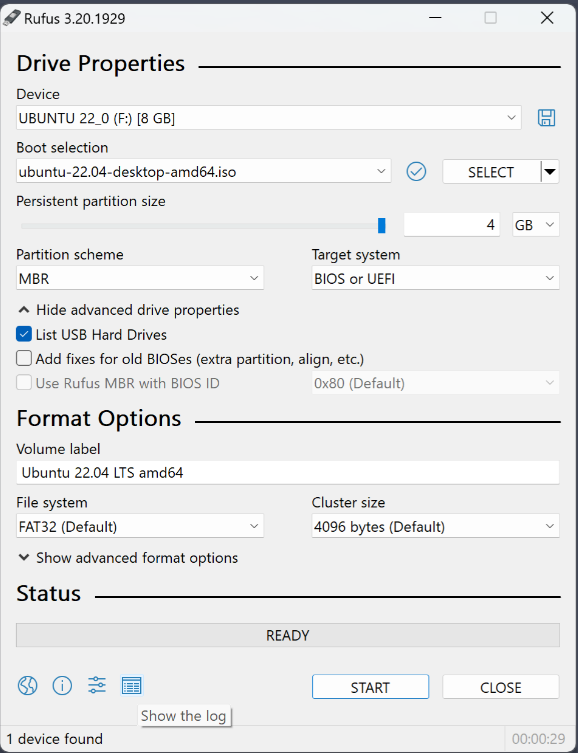 Rufus 3.20.1929
Drive Properties
Device
UBUNTU 22_0 (F:) [8 GB]
Boot selection
ubuntu-22.04-desktop-amd64.iso
SELECT
Persistent partition size
4
GB
Partition scheme
Target system
MBR
BIOS or UEFI
Hide advanced drive properties
List USB Hard Drives
Add fixes for old BIOSes (extra partition, align, etc.)
Use Rufus MBR with BIOS ID
0x80 (Default)
Format Options
Volume label
Ubuntu 22.04 LTS amd64
File system
Cluster size
FAT32 (Default)
4096 bytes (Default)
Show advanced format options
Status
READY
START
CLOSE
Show the log
1 device found
00:00:29